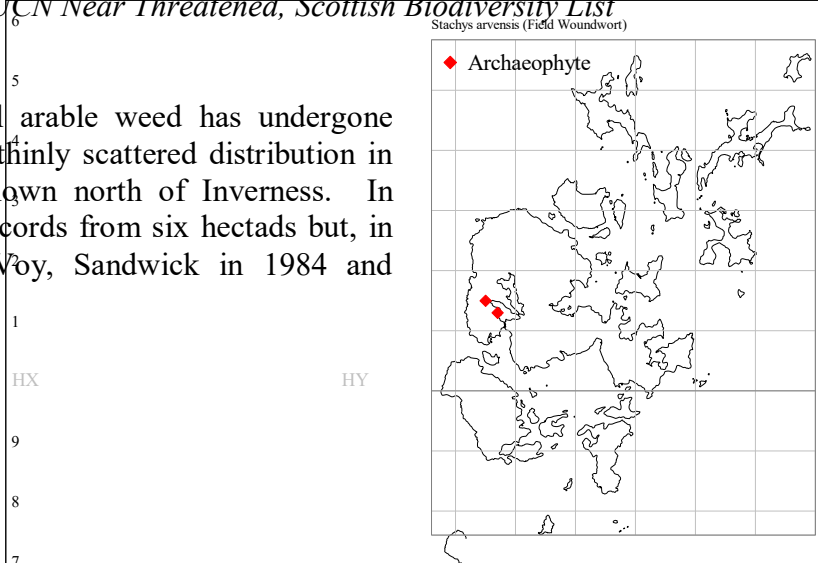 UCN Near Threatened, Scottish Biodiversity List
Stachys arvensis (Field Woundwort)
Archaeophyte
arable weed has undergone
thinly scattered distribution in
north of Inverness. In
from six hectads but, in
Voy, Sandwick in 1984 and
6
5
4
3
2
1
HX HY
9
8
7